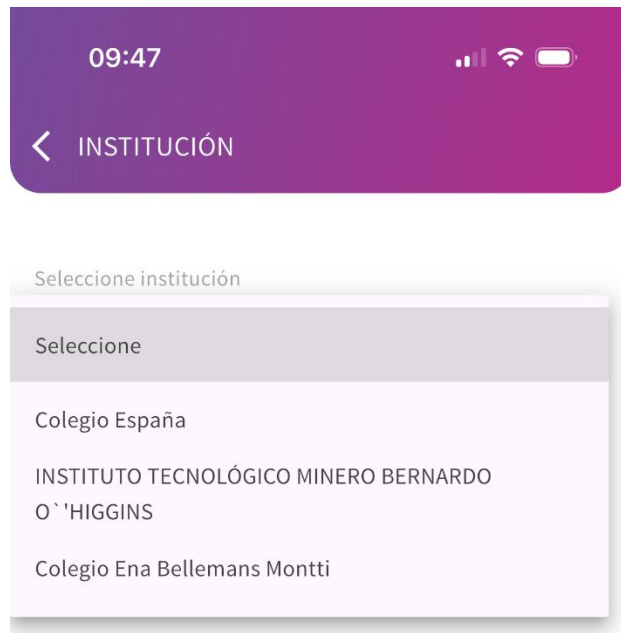 09:47
INSTITUCIÓN
Seleccione institución
Seleccione
Colegio España
INSTITUTO TECNOLÓGICO MINERO BERNARDO
O`'HIGGINS
Colegio Ena Bellemans Montti